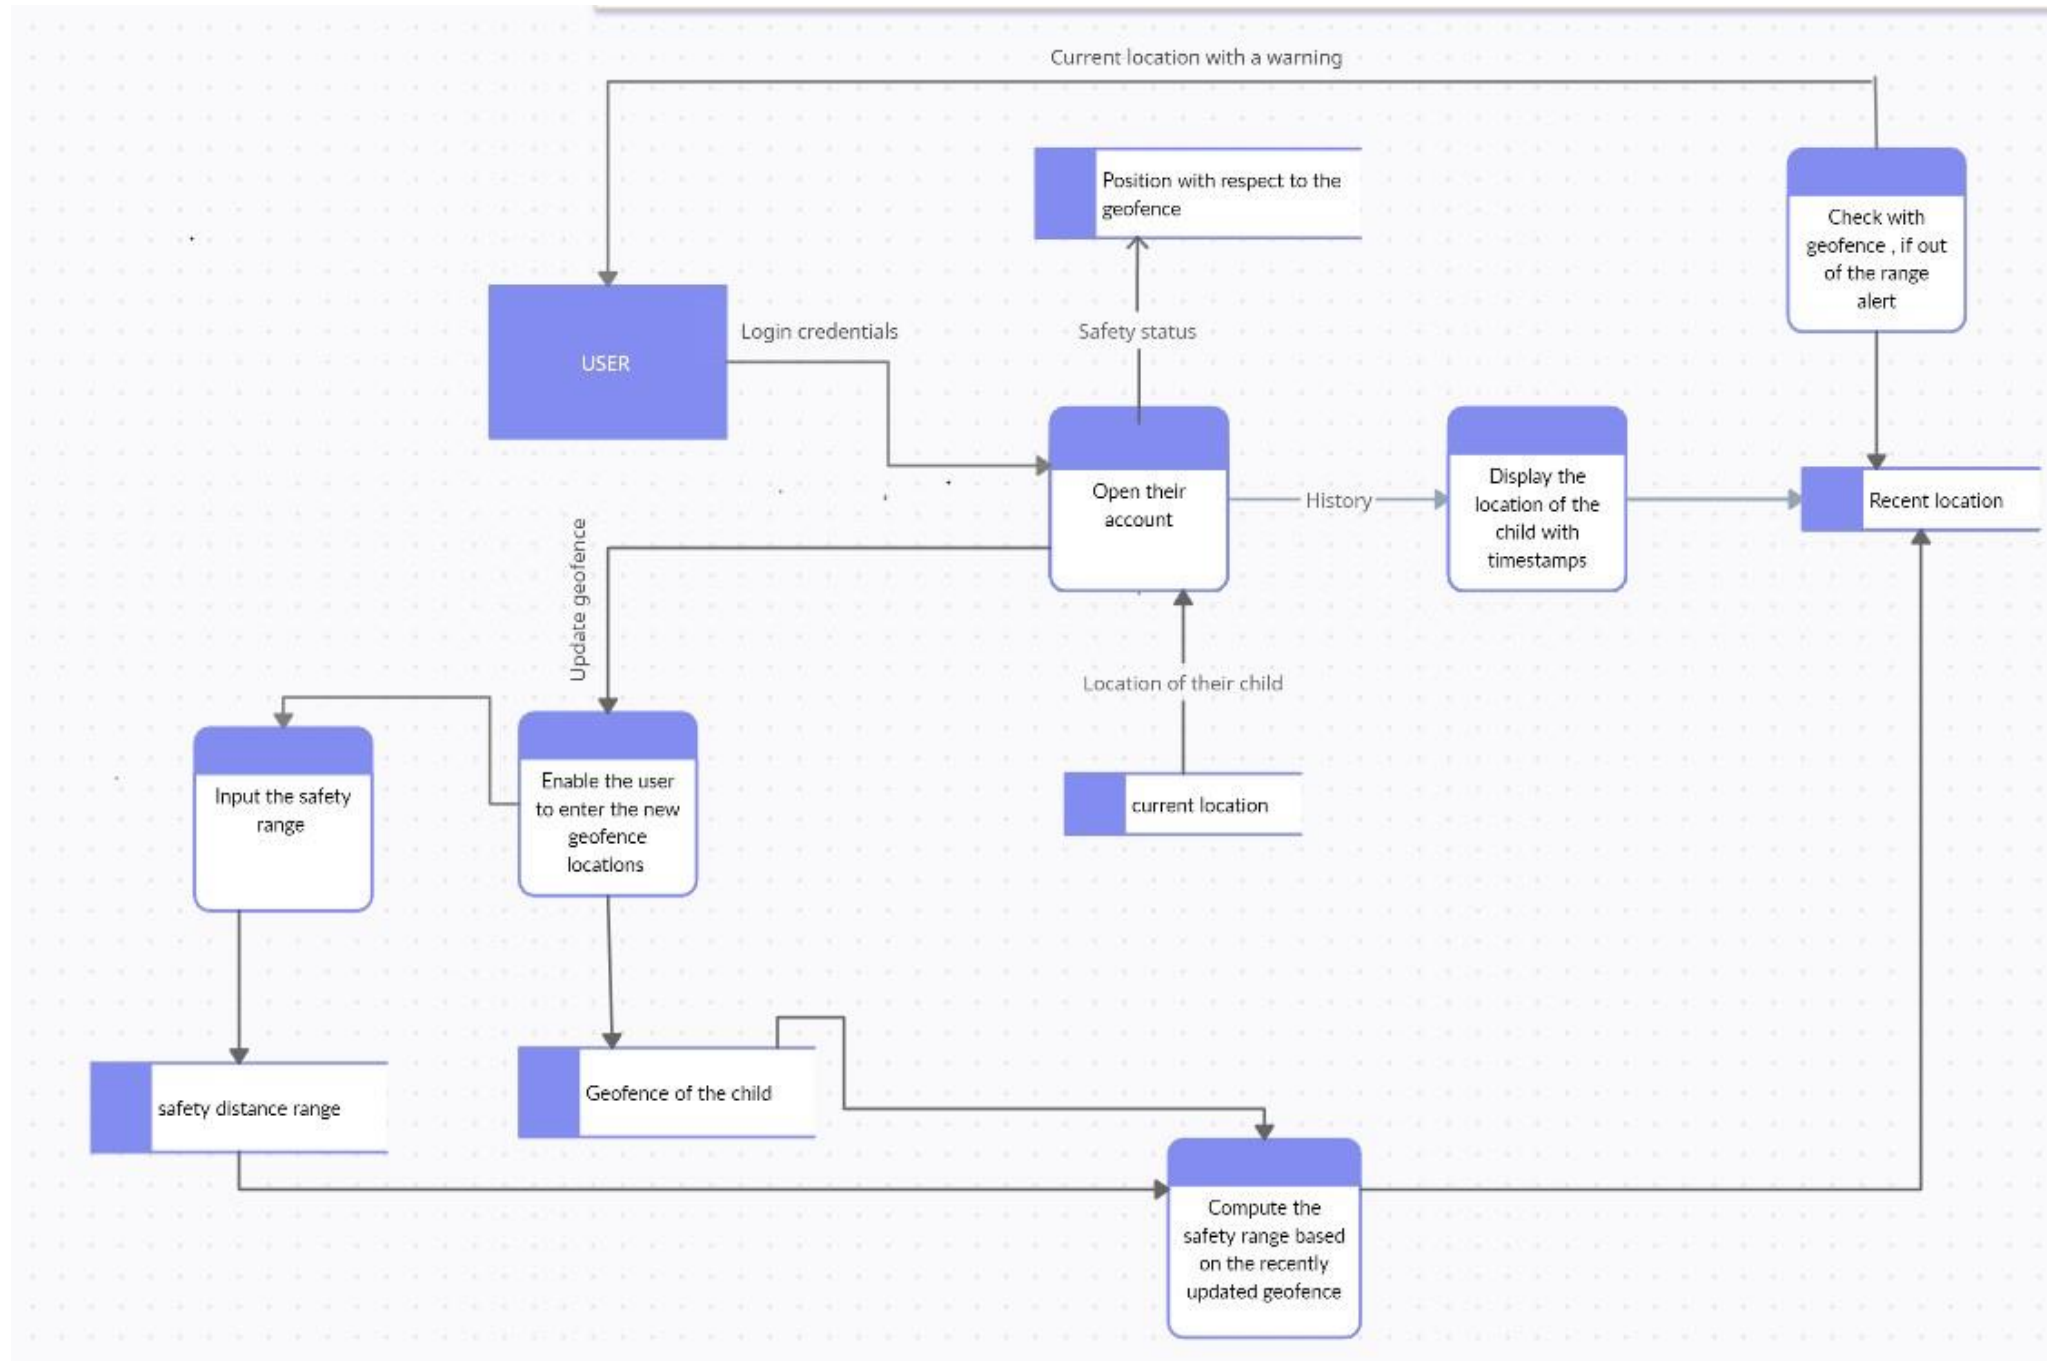 Current location with a warning
Position with respect to the
geofence
Check with
geofence , if out
of the range
alert
USER
Login credentials
Safety status
Open their
account
History
Display the
location of the
child with
timestamps
Recent location
Update geofence
Location of their child
current location
Input the safety
range
Enable the user
to enter the new
geofence
locations
safety distance range
Geofence of the child
Compute the
safety range based
on the recently
updated geofence